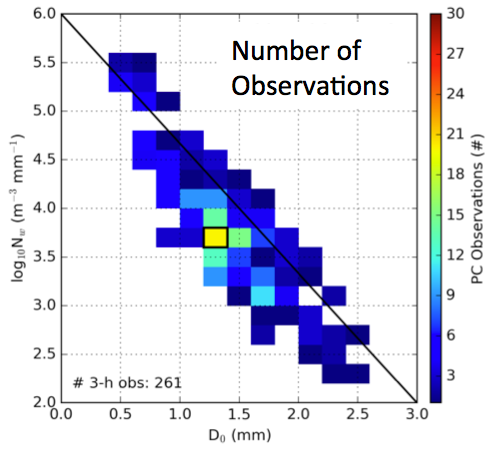 Number of
Observations
6.0
5.5
5.0
4.5
4.0
3.5
3.0
2.5
2.0
log₁₀N𝑤 (m⁻³ mm⁻¹)
# 3-h obs: 261
0.0 0.5 1.0 1.5 2.0 2.5 3.0
D₀ (mm)
30
27
24
21
18
15
12
9
6
3
PC Observations (#)